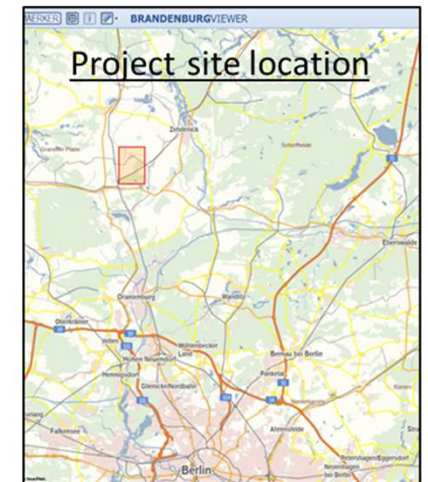 AERKER BRANDENBURGVIEWER
Project site location
Zehdenick
Schorfheide
Eberswalde
Oranienburg
Wandlitz
Oberkrämer
Velten
Mühlenbecker
Land
Hohen Neuendorf
Bernau bei Berlin
Hennigsdorf
Panketal
Glienicke/Nordbahn
Falkensee
Ahrensfelde
Petershagen/Eggersdorf
Neuenhagen
bei Berlin
Berlin